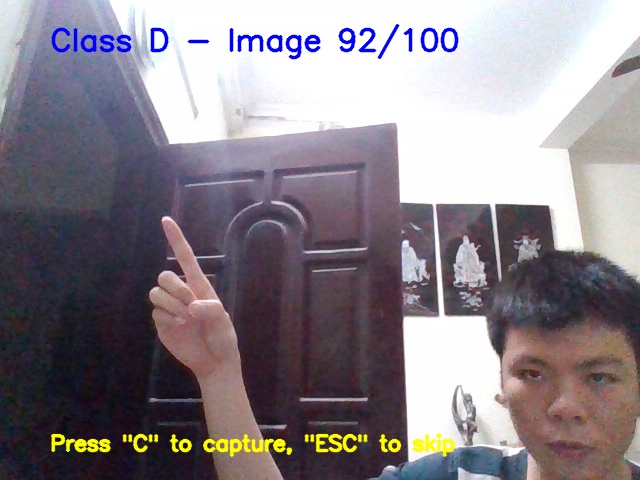 Class D - Image 92/100
Press "C" to capture, "ESC" to skip